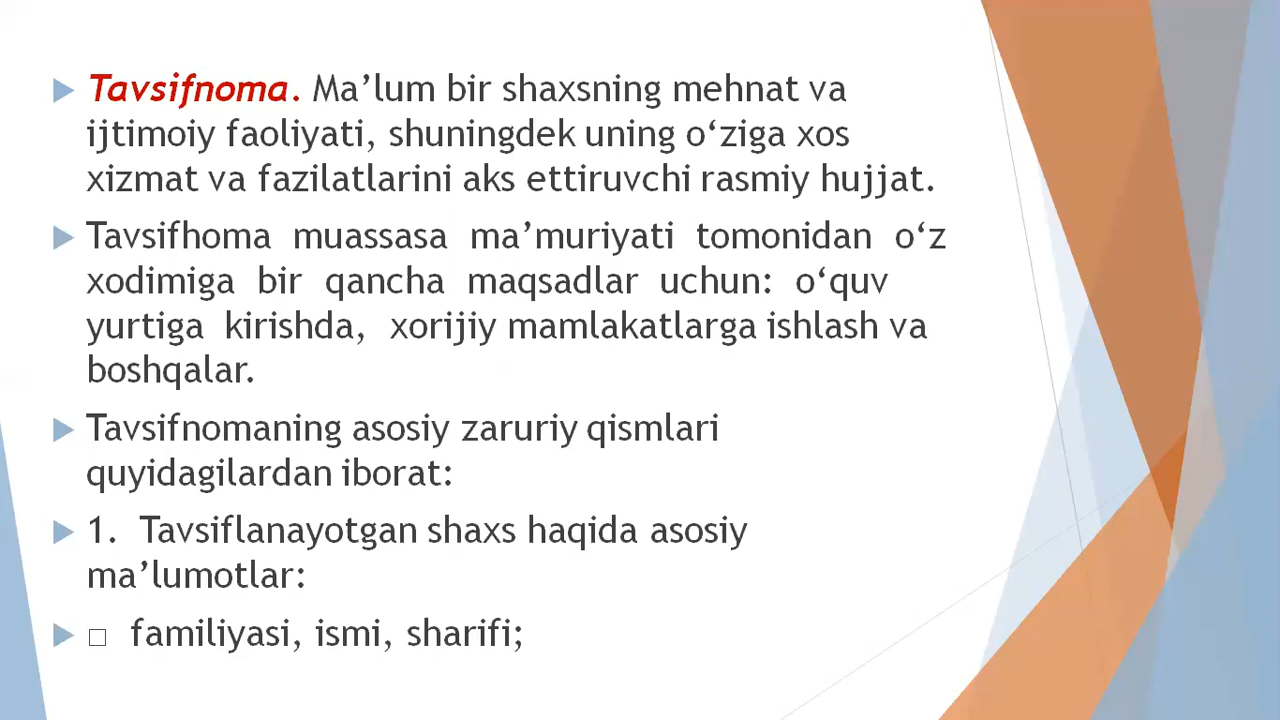 Tavsifnoma. Ma’lum bir shaxsning mehnat va
ijtimoiy faoliyati, shuningdek uning o‘ziga xos
xizmat va fazilatlarini aks ettiruvchi rasmiy hujjat.
Tavsifhoma muassasa ma’muriyati tomonidan o‘z
xodimiga bir qancha maqsadlar uchun: o‘quv
yurtiga kirishda, xorijiy mamlakatlarga ishlash va
boshqalar.
Tavsifnomaning asosiy zaruriy qismlari
quyidagilardan iborat:
1. Tavsiflanayotgan shaxs haqida asosiy
ma’lumotlar:
□ familiyasi, ismi, sharifi;